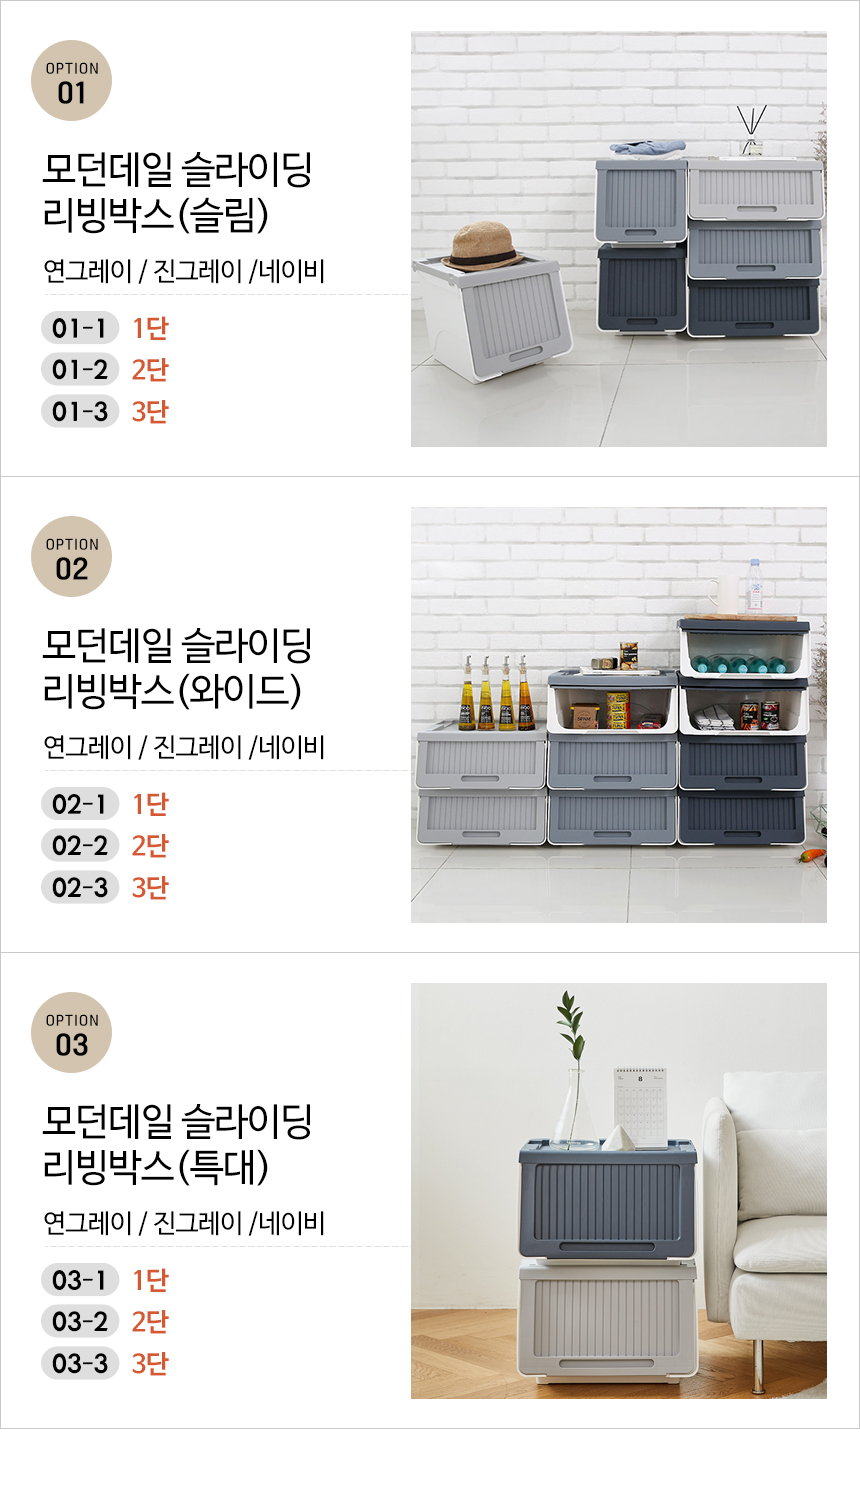 OPTION
01
모던데일 슬라이딩
리빙박스(슬림)
연그레이 / 진그레이 /네이비
01-1 1단
01-2 2단
01-3 3단
OPTION
02
모던데일 슬라이딩
리빙박스(와이드)
연그레이 / 진그레이 /네이비
02-1 1단
02-2 2단
02-3 3단
OPTION
03
모던데일 슬라이딩
리빙박스(특대)
8
연그레이 / 진그레이 /네이비
03-1 1단
03-2 2단
03-3 3단